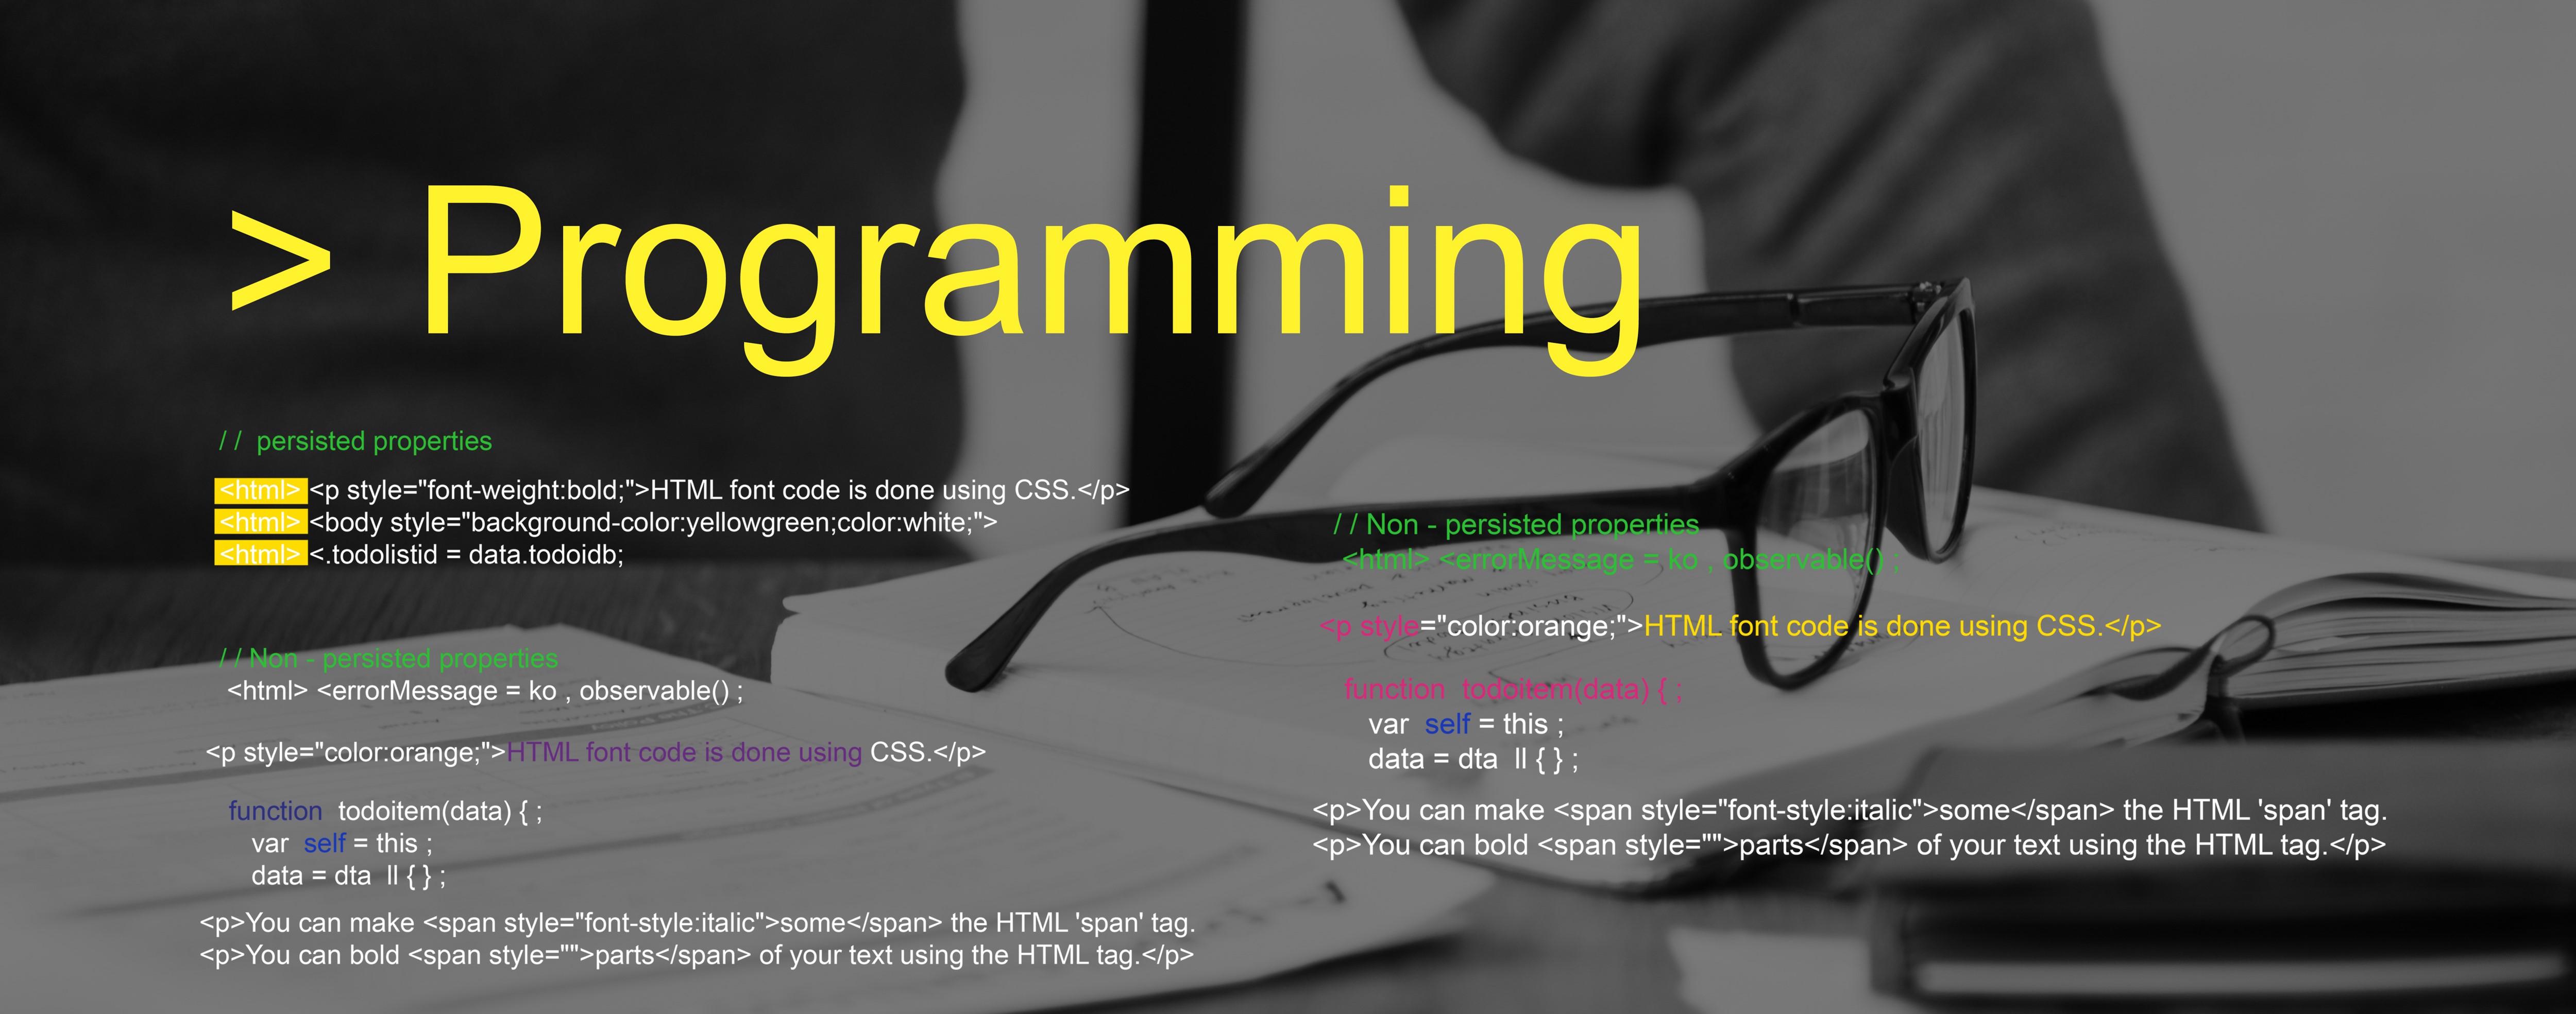 > Programming
// persisted properties
<html> <p style="font-weight:bold;">HTML font code is done using CSS.</p>
<html> <body style="background-color:yellowgreen;color:white;">
<html> <.todolistid = data.todoidb;
// Non - persisted properties
<html> <errorMessage = ko , observable() ;
<p style="color:orange;">HTML font code is done using CSS.</p>
function todoitem(data) { ;
var self = this ;
data = dta ll { } ;
<p>You can make <span style="font-style:italic">some</span> the HTML 'span' tag.
<p>You can bold <span style="">parts</span> of your text using the HTML tag.</p>
// Non - persisted properties
<html> <errorMessage = ko , observable() ;
<p style="color:orange;">HTML font code is done using CSS.</p>
function todoitem(data) { ;
var self = this ;
data = dta ll { } ;
<p>You can make <span style="font-style:italic">some</span> the HTML 'span' tag.
<p>You can bold <span style="">parts</span> of your text using the HTML tag.</p>